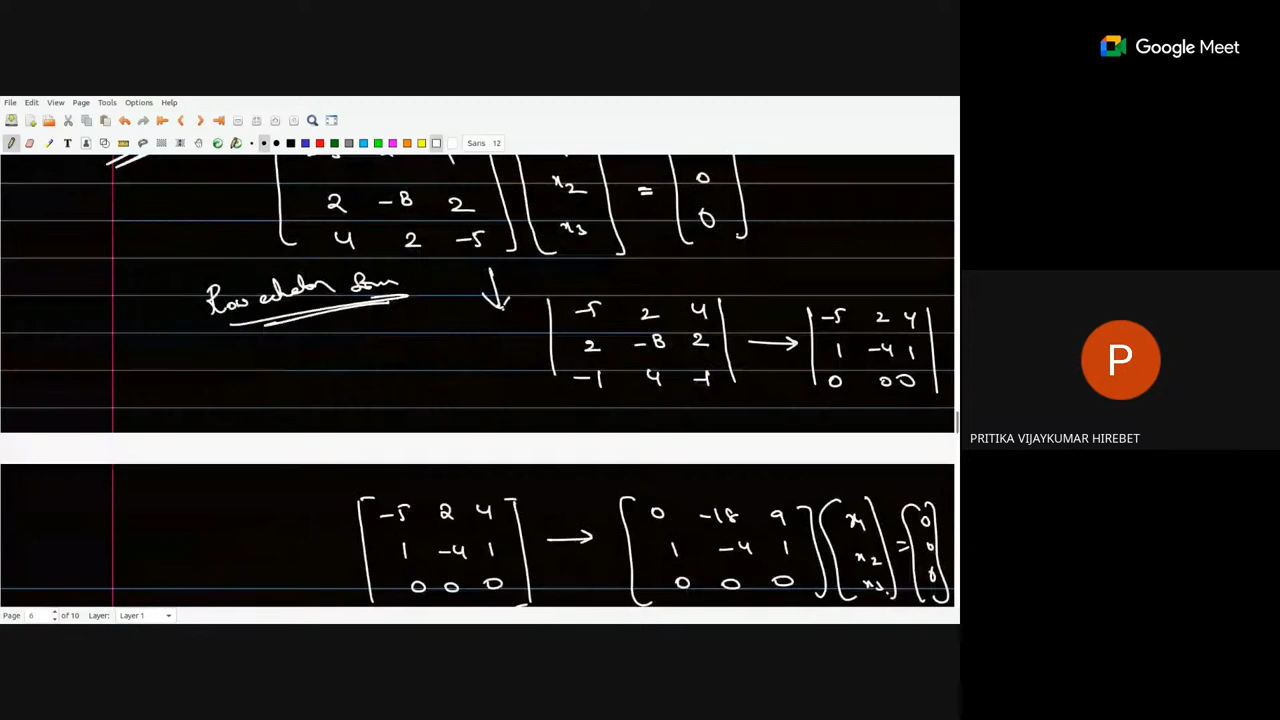 Google Meet
File Edit View Page Tools Options Help
Sans 12
2 -8 2
4 2 -5
x2
x3
=
0
0
Row echelon form
-5 2 4
2 -8 2
-1 4 -1
-5 2 4
1 -4 1
0 0 0
-5 2 4
1 -4 1
0 0 0
0 -18 9
1 -4 1
0 0 0
x1
x2
x3
=
0
0
0
P
PRITIKA VIJAYKUMAR HIREBET
Page 6 of 10 Layer: Layer 1